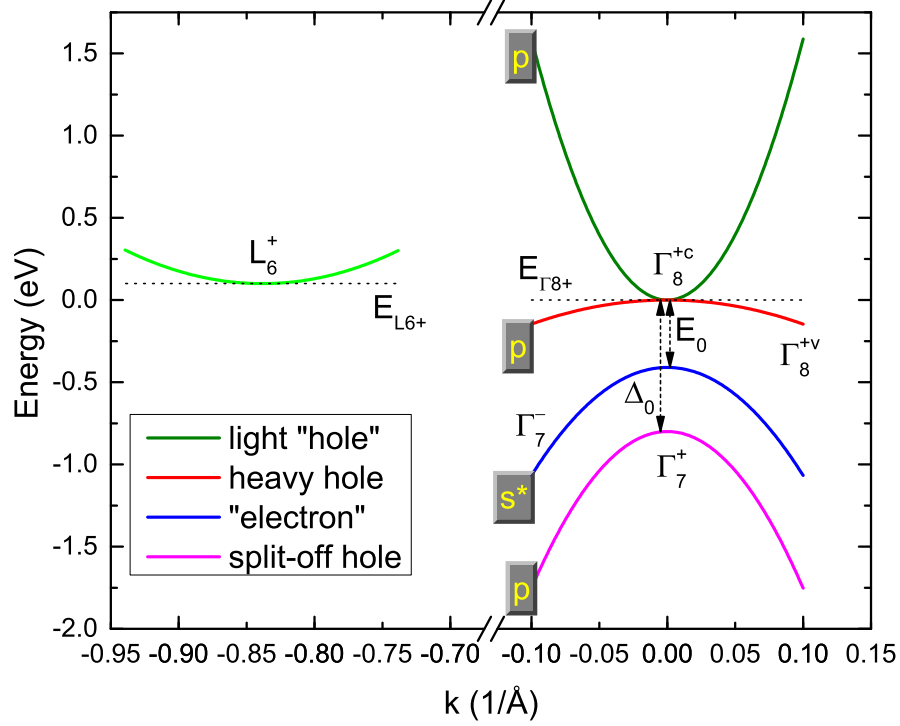 Energy (eV)
1.5
1.0
0.5
0.0
-0.5
-1.0
-1.5
-2.0
-0.95 -0.90 -0.85 -0.80 -0.75 -0.70 -0.10 -0.05 0.00 0.05 0.10 0.15
k (1/Å)
L₆⁺
E_L6+
p
Γ₈⁺ᶜ
E_Γ8+
p
E₀
Γ₈⁺ᵛ
Δ₀
Γ₇⁻
Γ₇⁺
s*
p
light "hole"
heavy hole
"electron"
split-off hole